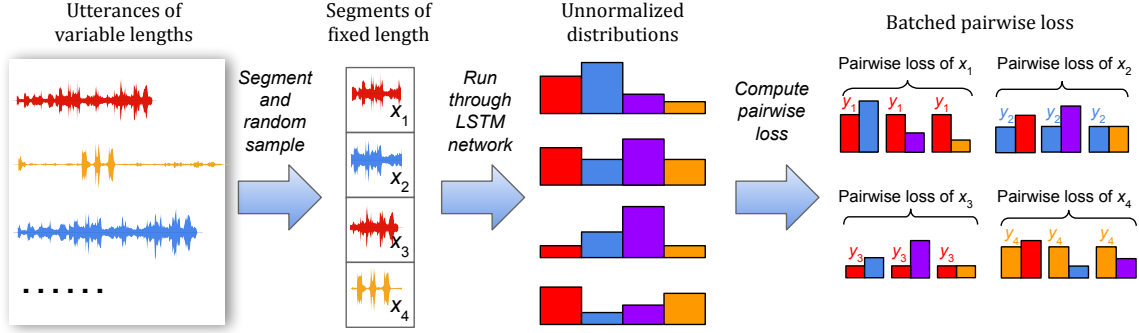 Utterances of
variable lengths
Segment
and
random
sample
Segments of
fixed length
x1
x2
x3
x4
Run
through
LSTM
network
Unnormalized
distributions
Compute
pairwise
loss
Batched pairwise loss
Pairwise loss of x1
y1 y1 y1
Pairwise loss of x2
y2 y2 y2
Pairwise loss of x3
y3 y3 y3
Pairwise loss of x4
y4 y4 y4